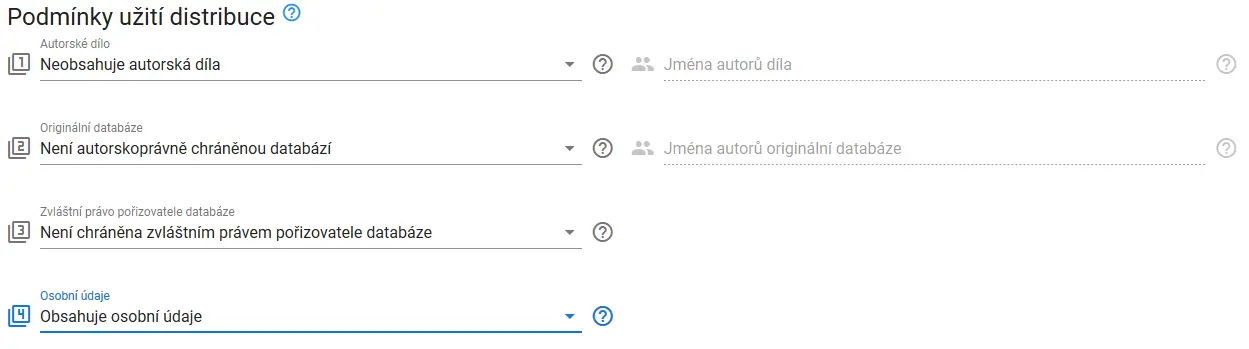 Podmínky užití distribuce
Autorské dílo
1 Neobsahuje autorská díla
Jména autorů díla
Originální databáze
2 Není autorskoprávně chráněnou databází
Jména autorů originální databáze
Zvláštní právo pořizovatele databáze
3 Není chráněna zvláštním právem pořizovatele databáze
Osobní údaje
4 Obsahuje osobní údaje